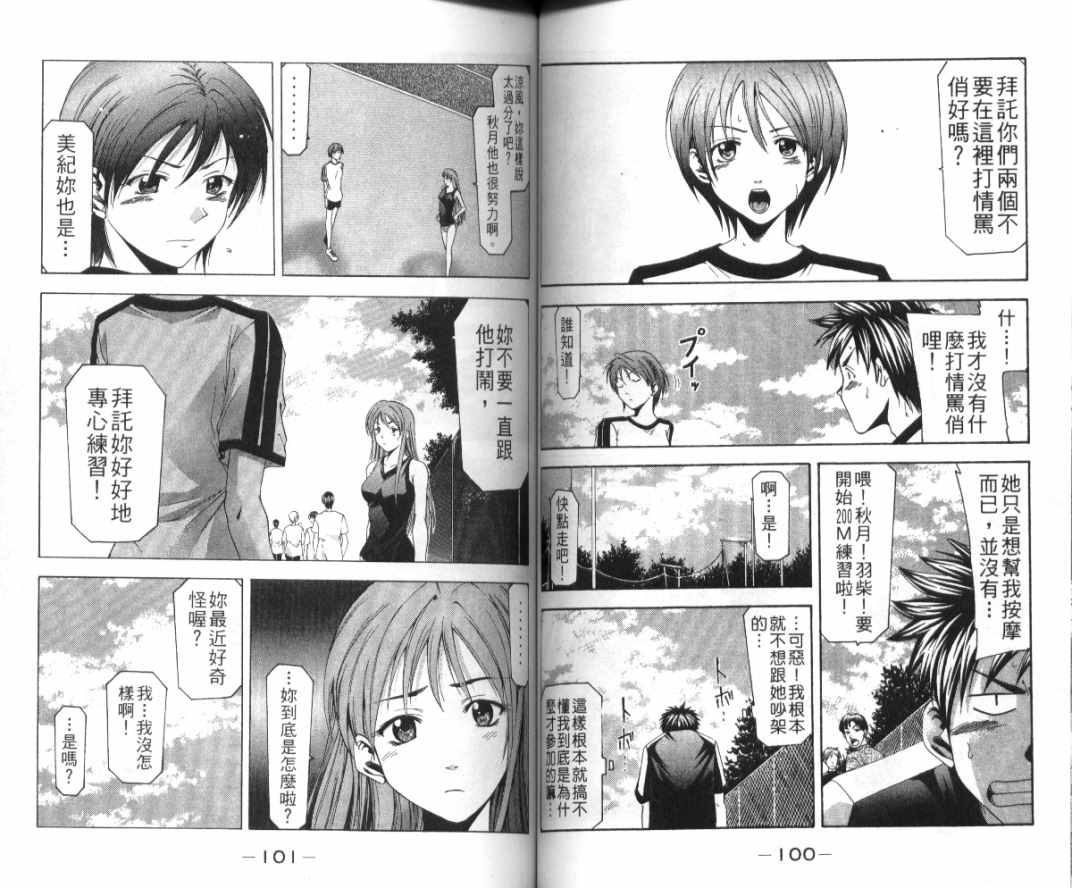 拜託你們兩個不
要在這裡打情罵
俏好嗎？
什…！
我才沒有什
麼打情罵俏
哩！
プイッ
誰知道！
她只是想幫我按摩
而已，並沒有…
喂！秋月！羽柴！要
開始200M練習啦！
啊…是！
快點走吧！
…可惡！我根本
就不想跟她吵架
的…
トホ
トホ
這樣根本就搞不
懂我到底是為什
麼才參加的嘛…
—100—
涼風，妳這樣說
太過分了吧？
秋月他也很努力啊。
……
美紀妳也是…
妳不要一直跟
他打鬧，
拜託妳好好地
專心練習！
……
…妳到底是怎麼啦？
妳最近好奇
怪喔？
我…我沒怎
樣啊！
…是嗎？
—101—